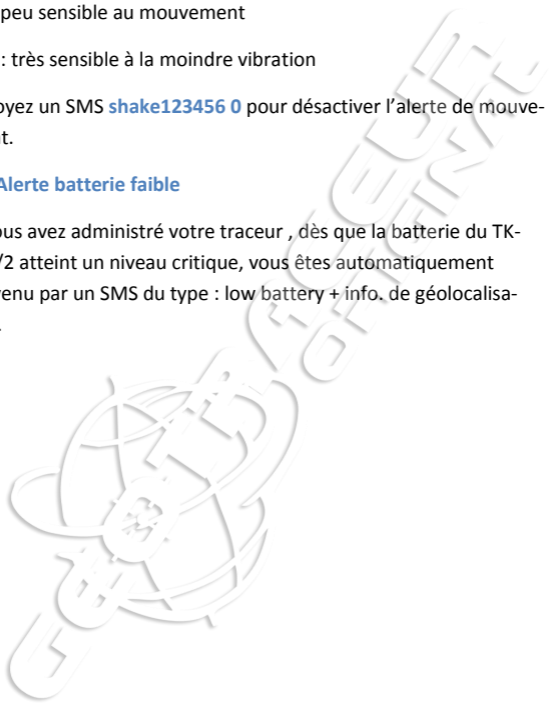 peu sensible au mouvement
: très sensible à la moindre vibration
oyez un SMS shake123456 0 pour désactiver l'alerte de mouve-
t.
Alerte batterie faible
ous avez administré votre traceur , dès que la batterie du TK-
/2 atteint un niveau critique, vous êtes automatiquement
venu par un SMS du type : low battery + info. de géolocalisa-
.
GEOTRACEUR
ORIGINAL